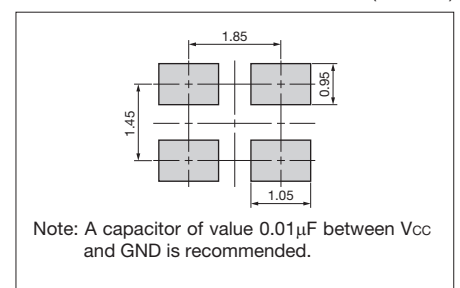 1.85
0.95
1.45
1.05
Note: A capacitor of value 0.01μF between Vcc
and GND is recommended.